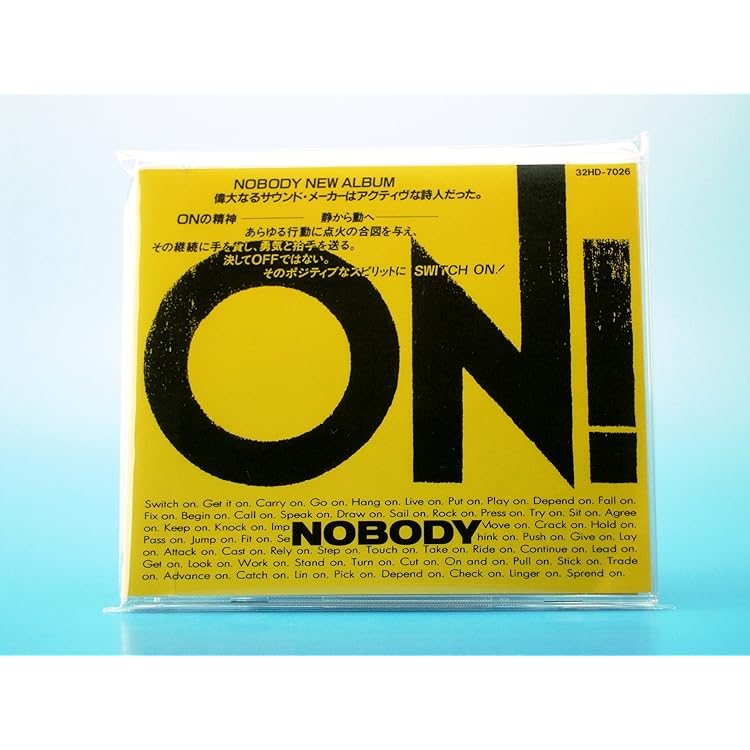 32HD-7026
NOBODY NEW ALBUM
偉大なるサウンド・メーカーはアクティヴな詩人だった。
ONの精神――――静から動へ――――
あらゆる行動に点火の合図を与え、
その継続に手を貸し、勇気と拍手を送る。
決してOFFではない。
そのポジティブなスピリットに SWITCH ON!
ON!
Switch on. Get it on. Carry on. Go on. Hang on. Live on. Put on. Play on. Depend on. Fall on.
Fix on. Begin on. Call on. Speak on. Draw on. Sail on. Rock on. Press on. Try on. Sit on. Agree
on. Keep on. Knock on. Imp Move on. Crack on. Hold on.
NOBODY
Pass on. Jump on. Fit on. Se hink on. Push on. Give on. Lay
on. Attack on. Cast on. Rely on. Step on. Touch on. Take on. Ride on. Continue on. Lead on.
Get on. Look on. Work on. Stand on. Turn on. Cut on. On and on. Pull on. Stick on. Trade
on. Advance on. Catch on. Lin on. Pick on. Depend on. Check on. Linger on. Sprend on.